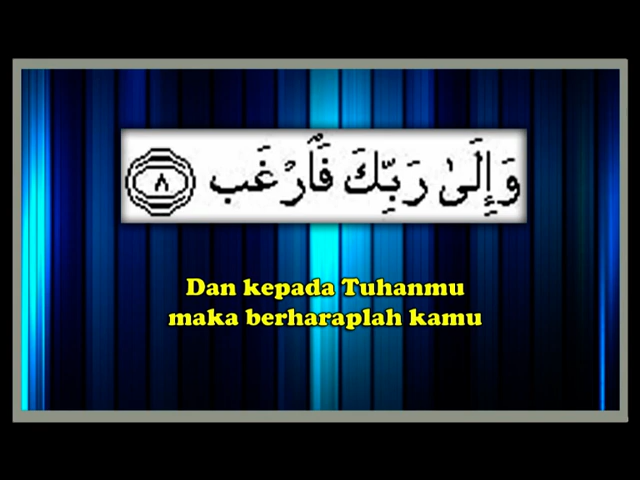 وَإِلَىٰ رَبِّكَ فَٱرْغَب ٨
Dan kepada Tuhanmu
maka berharaplah kamu